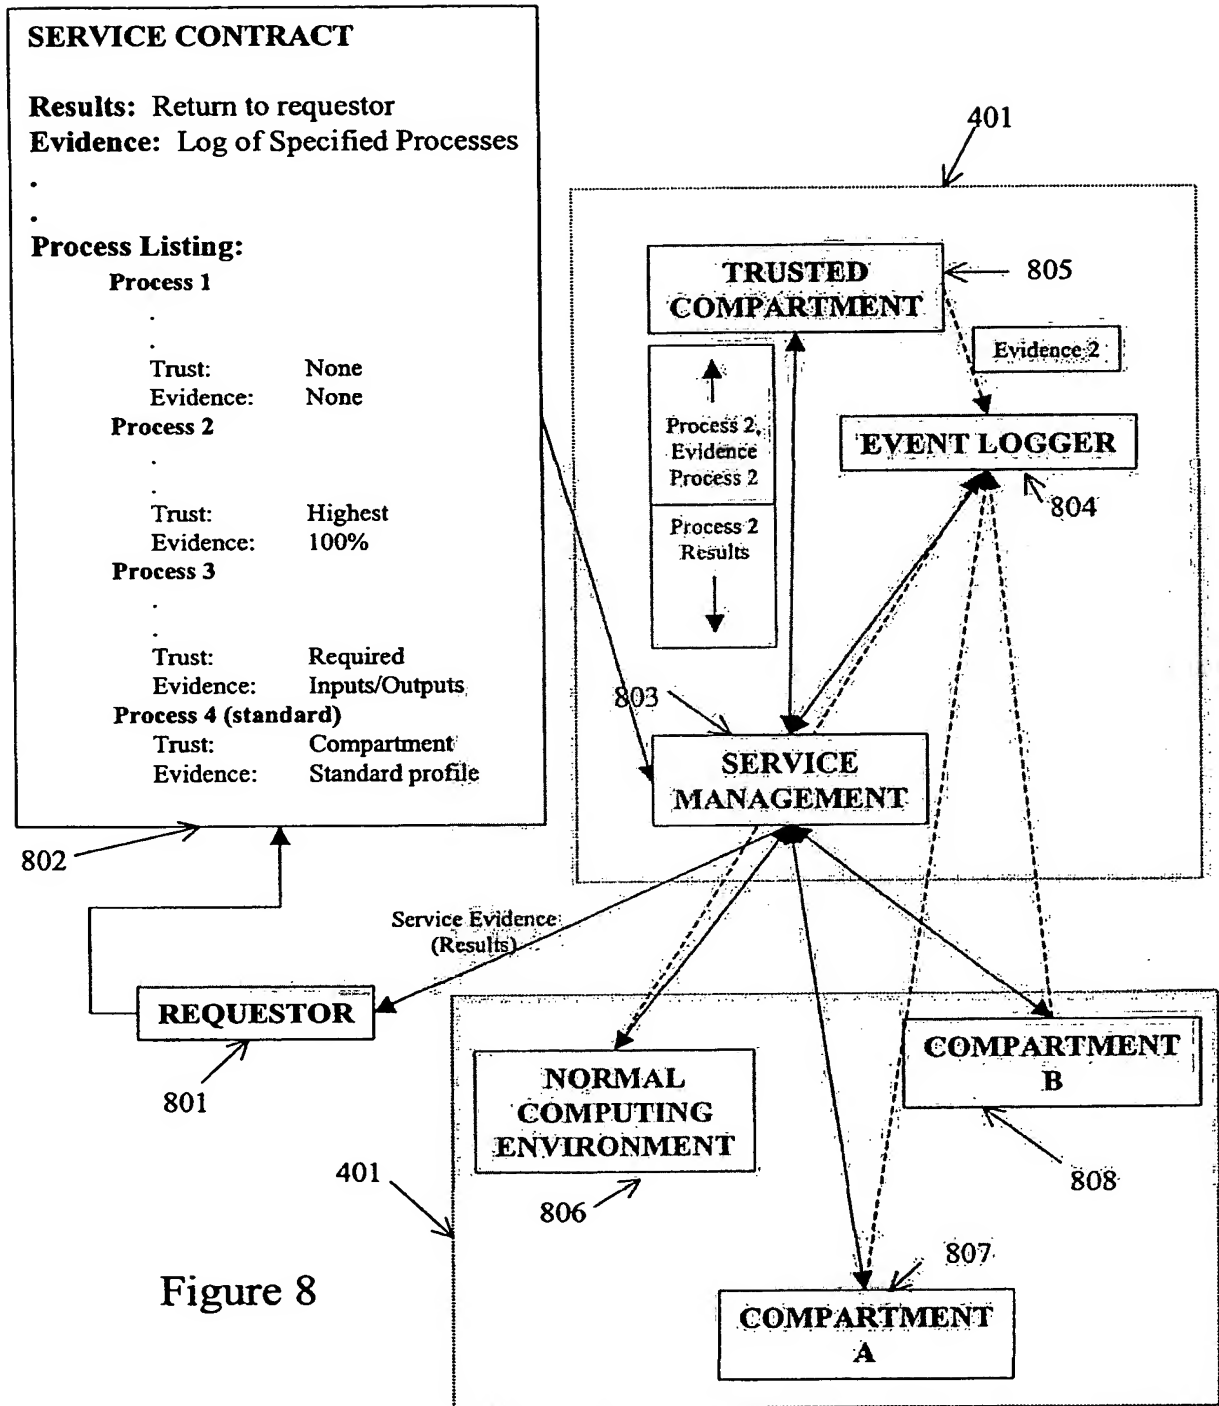 SERVICE CONTRACT
Results: Return to requestor
Evidence: Log of Specified Processes
.
.
Process Listing:
Process 1
.
.
Trust: None
Evidence: None
Process 2
.
.
Trust: Highest
Evidence: 100%
Process 3
.
.
Trust: Required
Evidence: Inputs/Outputs
Process 4 (standard)
Trust: Compartment
Evidence: Standard profile
802
401
TRUSTED
COMPARTMENT
805
Evidence 2
Process 2,
Evidence
Process 2
Process 2
Results
EVENT LOGGER
804
803
SERVICE
MANAGEMENT
Service Evidence
(Results)
REQUESTOR
801
NORMAL
COMPUTING
ENVIRONMENT
806
COMPARTMENT
B
808
401
807
COMPARTMENT
A
Figure 8